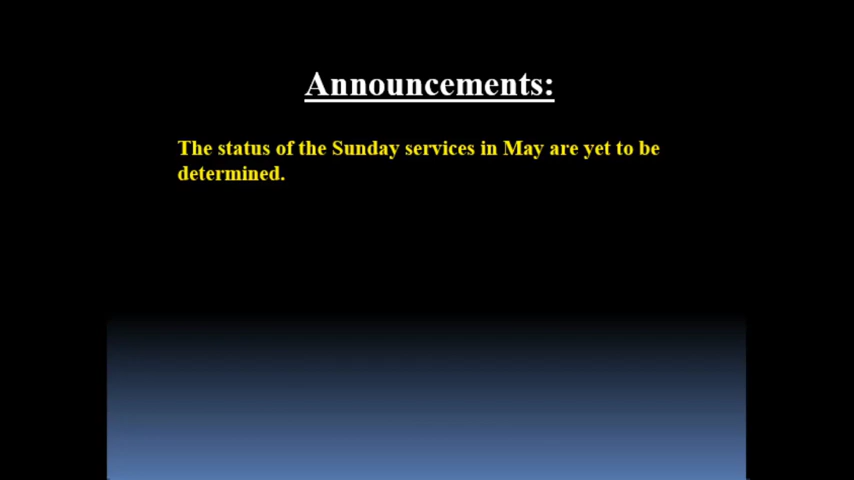 Announcements:
The status of the Sunday services in May are yet to be
determined.